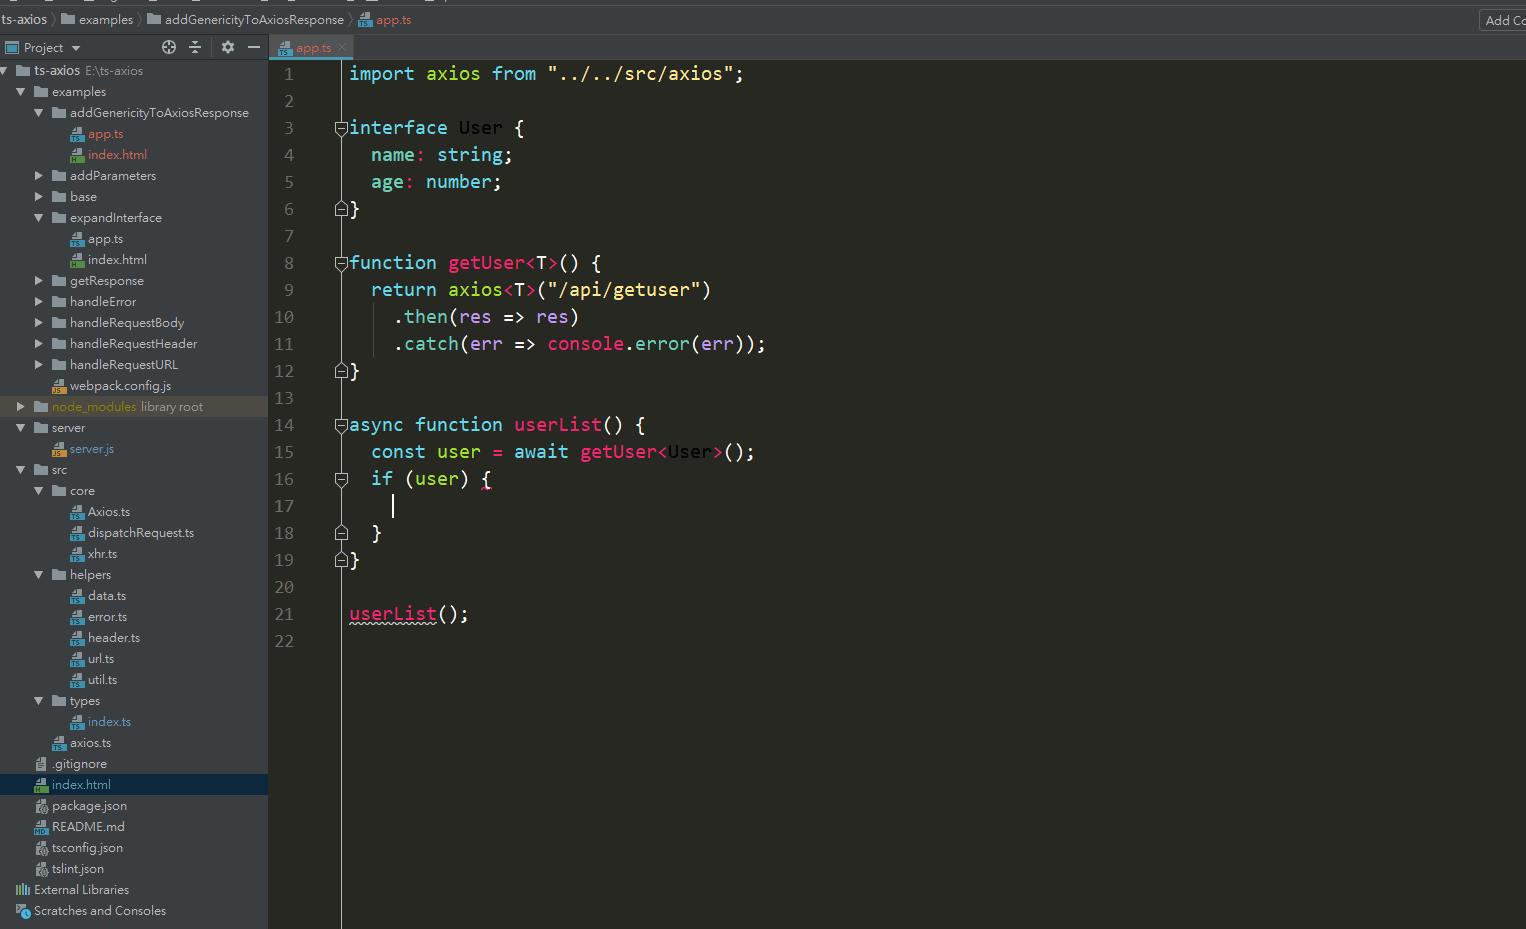 ts-axios examples addGenericityToAxiosResponse app.ts
Add Co
Project
app.ts
ts-axios E:\ts-axios
examples
addGenericityToAxiosResponse
app.ts
index.html
addParameters
base
expandInterface
app.ts
index.html
getResponse
handleError
handleRequestBody
handleRequestHeader
handleRequestURL
webpack.config.js
node_modules library root
server
server.js
src
core
Axios.ts
dispatchRequest.ts
xhr.ts
helpers
data.ts
error.ts
header.ts
url.ts
util.ts
types
index.ts
axios.ts
.gitignore
index.html
package.json
README.md
tsconfig.json
tslint.json
External Libraries
Scratches and Consoles
1 import axios from "../../src/axios";
2
3 interface User {
4 name: string;
5 age: number;
6 }
7
8 function getUser<T>() {
9 return axios<T>("/api/getuser")
10 .then(res => res)
11 .catch(err => console.error(err));
12 }
13
14 async function userList() {
15 const user = await getUser<User>();
16 if (user) {
17
18 }
19 }
20
21 userList();
22